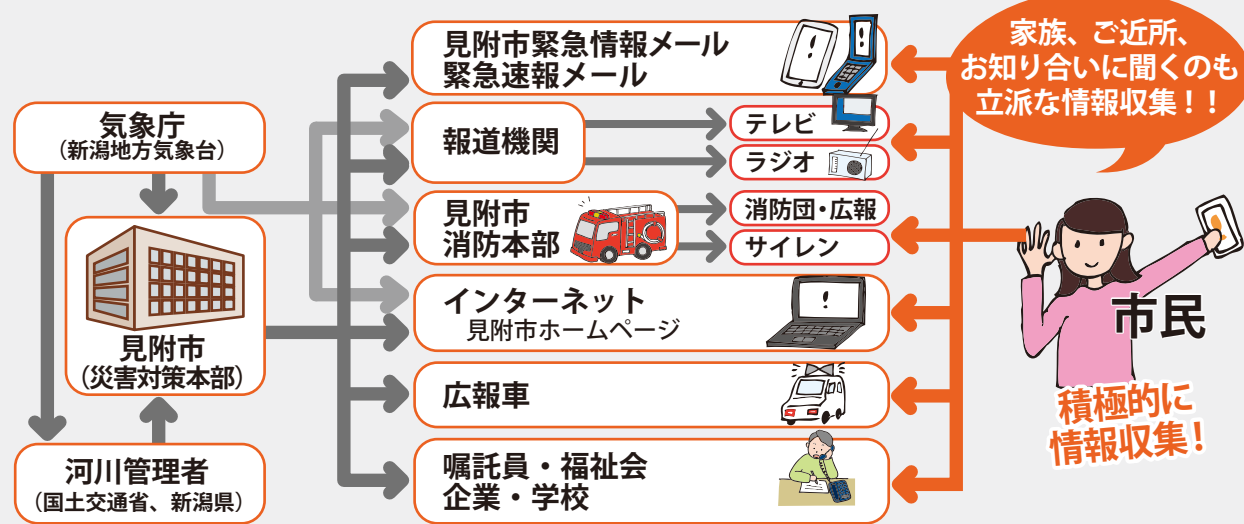 気象庁
(新潟地方気象台)
見附市
(災害対策本部)
河川管理者
(国土交通省、新潟県)
見附市緊急情報メール
緊急速報メール
報道機関
テレビ
ラジオ
見附市
消防本部
消防団・広報
サイレン
インターネット
見附市ホームページ
広報車
嘱託員・福祉会
企業・学校
家族、ご近所、
お知り合いに聞くのも
立派な情報収集！！
市民
積極的に
情報収集！